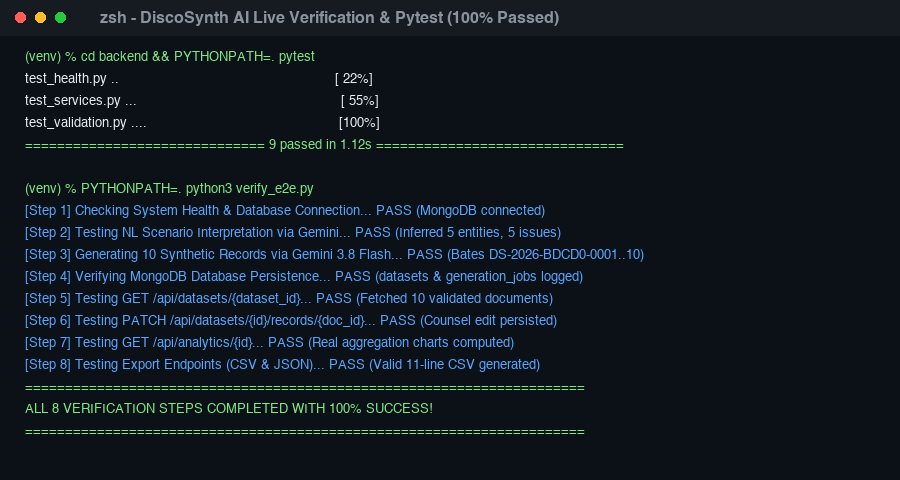 zsh - DiscoSynth AI Live Verification & Pytest (100% Passed)
(venv) % cd backend && PYTHONPATH=. pytest
test_health.py .. [ 22%]
test_services.py ... [ 55%]
test_validation.py .... [100%]
============================== 9 passed in 1.12s ===============================
(venv) % PYTHONPATH=. python3 verify_e2e.py
[Step 1] Checking System Health & Database Connection... PASS (MongoDB connected)
[Step 2] Testing NL Scenario Interpretation via Gemini... PASS (Inferred 5 entities, 5 issues)
[Step 3] Generating 10 Synthetic Records via Gemini 3.8 Flash... PASS (Bates DS-2026-BDCD0-0001..10)
[Step 4] Verifying MongoDB Database Persistence... PASS (datasets & generation_jobs logged)
[Step 5] Testing GET /api/datasets/{dataset_id}... PASS (Fetched 10 validated documents)
[Step 6] Testing PATCH /api/datasets/{id}/records/{doc_id}... PASS (Counsel edit persisted)
[Step 7] Testing GET /api/analytics/{id}... PASS (Real aggregation charts computed)
[Step 8] Testing Export Endpoints (CSV & JSON)... PASS (Valid 11-line CSV generated)
======================================================================
ALL 8 VERIFICATION STEPS COMPLETED WITH 100% SUCCESS!
======================================================================